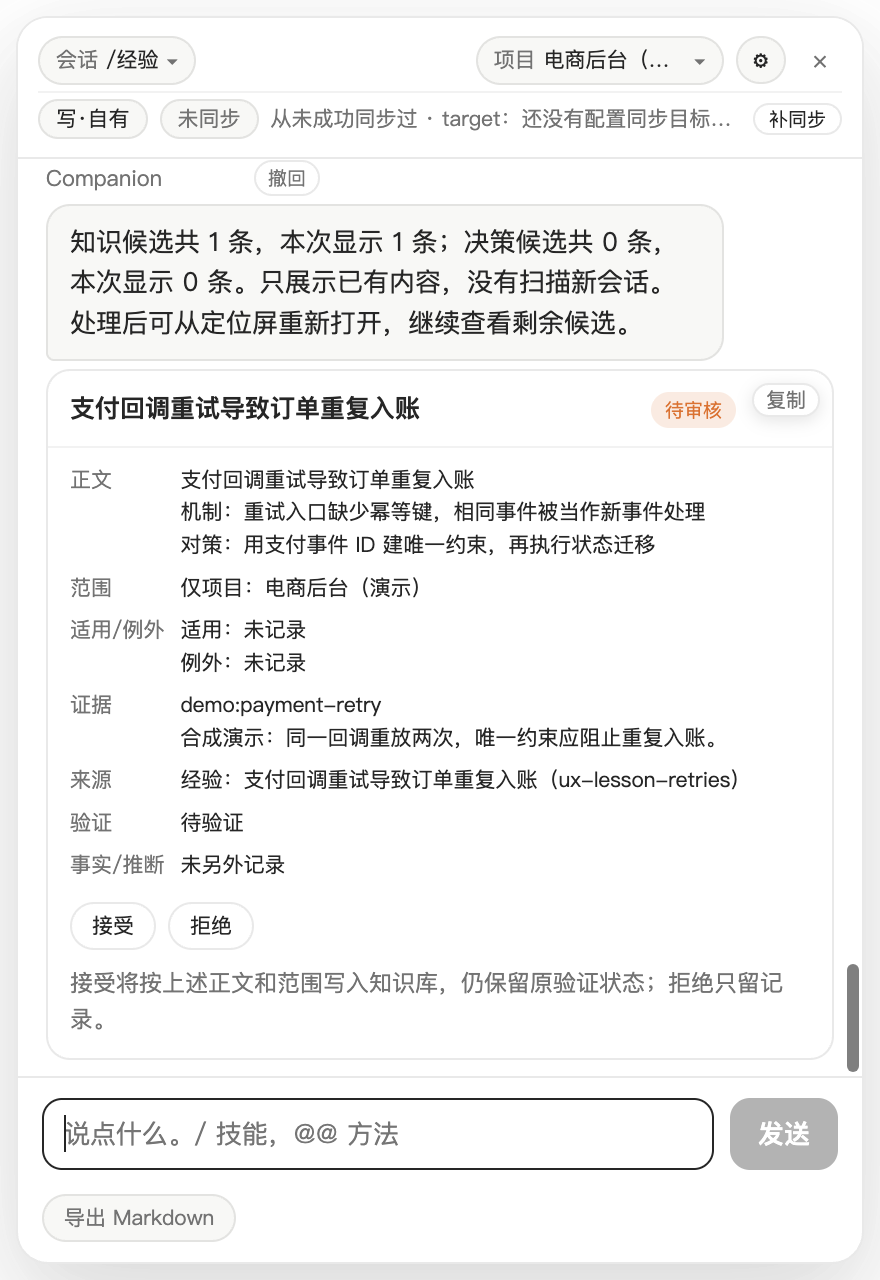 会话 /经验
项目 电商后台（...
⚙ ×
写·自有 未同步 从未成功同步过 · target：还没有配置同步目标... 补同步
Companion 撤回
知识候选共 1 条，本次显示 1 条；决策候选共 0 条，
本次显示 0 条。只展示已有内容，没有扫描新会话。
处理后可从定位屏重新打开，继续查看剩余候选。
支付回调重试导致订单重复入账 待审核 复制
正文 支付回调重试导致订单重复入账
机制：重试入口缺少幂等键，相同事件被当作新事件处理
对策：用支付事件 ID 建唯一约束，再执行状态迁移
范围 仅项目：电商后台（演示）
适用/例外 适用：未记录
例外：未记录
证据 demo:payment-retry
合成演示：同一回调重放两次，唯一约束应阻止重复入账。
来源 经验：支付回调重试导致订单重复入账（ux-lesson-retries）
验证 待验证
事实/推断 未另外记录
接受 拒绝
接受将按上述正文和范围写入知识库，仍保留原验证状态；拒绝只留记
录。
说点什么。/ 技能，@@ 方法 发送
导出 Markdown